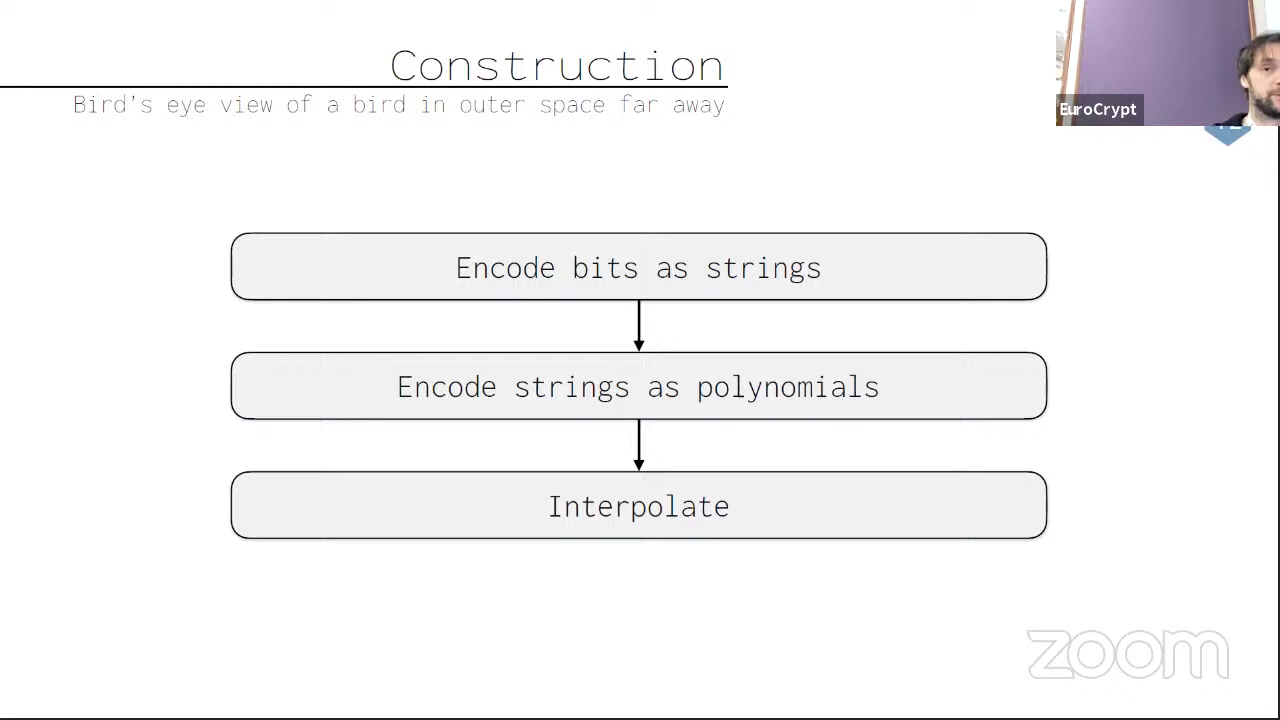 Construction
Bird's eye view of a bird in outer space far away
EuroCrypt
Encode bits as strings
Encode strings as polynomials
Interpolate
zoom